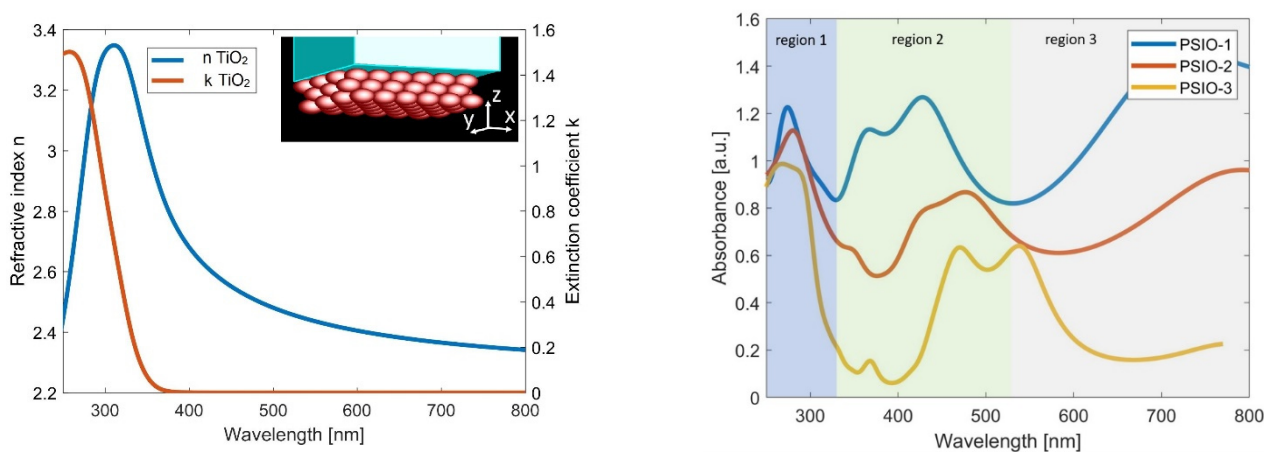 3.4
3.2
3
2.8
2.6
2.4
2.2
Refractive index n
n TiO₂
k TiO₂
z
y
x
1.6
1.4
1.2
1
0.8
0.6
0.4
0.2
0
Extinction coefficient k
300 400 500 600 700 800
Wavelength [nm]
1.6
1.4
1.2
1
0.8
0.6
0.4
0.2
0
Absorbance [a.u.]
region 1 region 2 region 3
PSIO-1
PSIO-2
PSIO-3
300 400 500 600 700 800
Wavelength [nm]